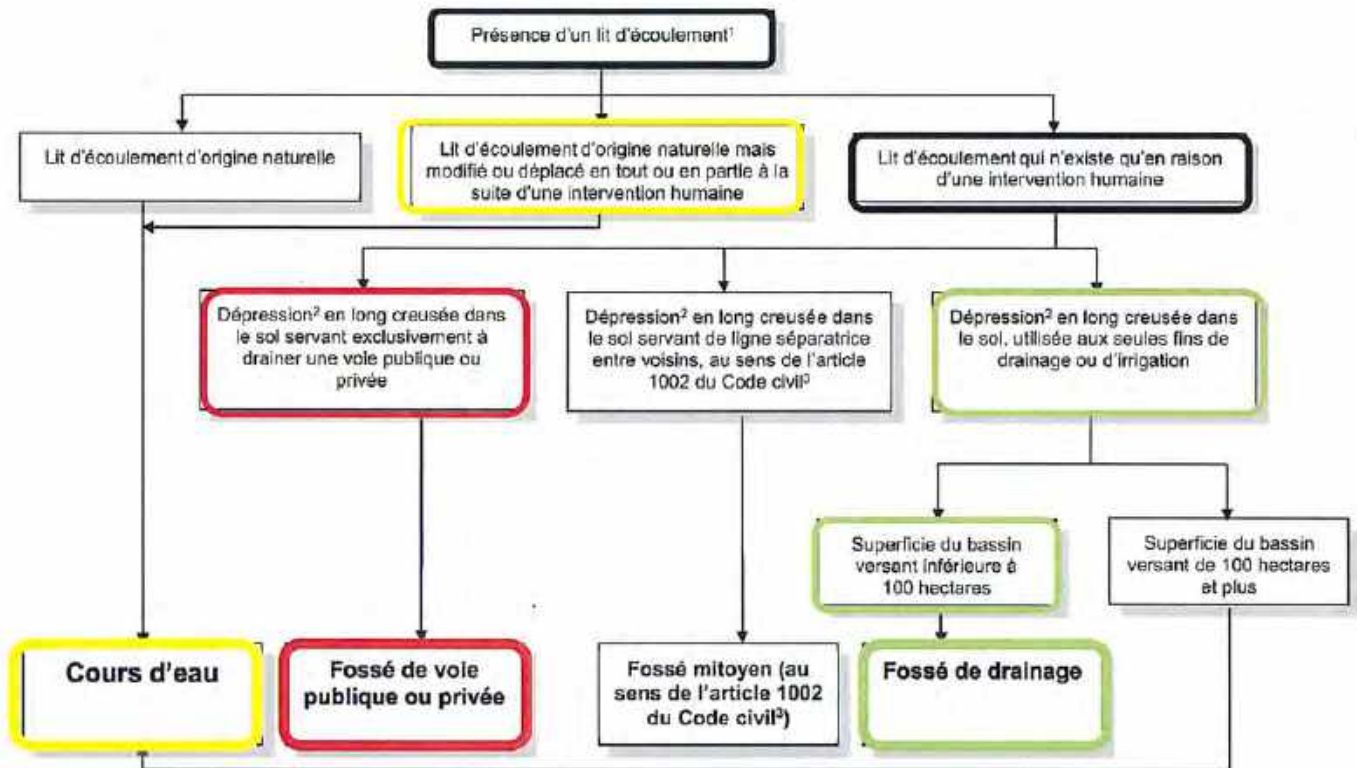 Présence d'un lit d'écoulement¹
Lit d'écoulement d'origine naturelle
Lit d'écoulement d'origine naturelle mais
modifié ou déplacé en tout ou en partie à la
suite d'une intervention humaine
Lit d'écoulement qui n'existe qu'en raison
d'une intervention humaine
Dépression² en long creusée dans
le sol servant exclusivement à
drainer une voie publique ou
privée
Dépression² en long creusée dans
le sol servant de ligne séparatrice
entre voisins, au sens de l'article
1002 du Code civil³
Dépression² en long creusée dans
le sol, utilisée aux seules fins de
drainage ou d'irrigation
Superficie du bassin
versant inférieure à
100 hectares
Superficie du bassin
versant de 100 hectares
et plus
Cours d'eau
Fossé de voie
publique ou privée
Fossé mitoyen (au
sens de l'article 1002
du Code civil³)
Fossé de drainage